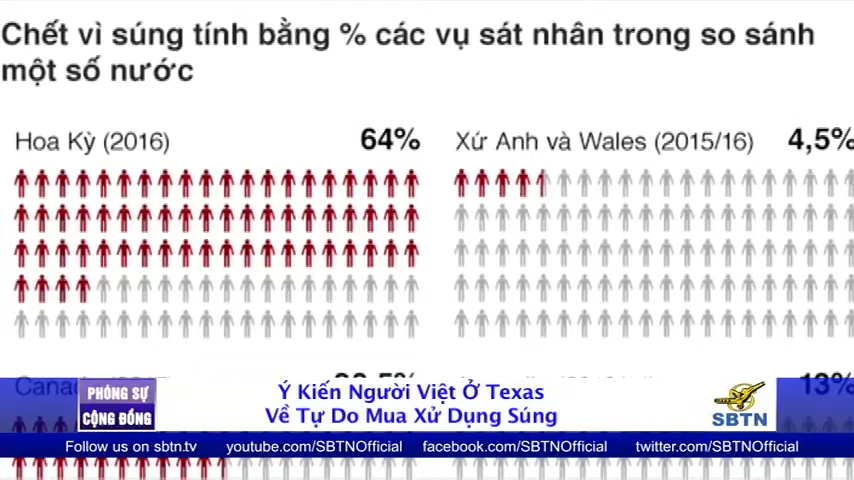 Chết vì súng tính bằng % các vụ sát nhân trong so sánh
một số nước
Hoa Kỳ (2016) 64%
Xứ Anh và Wales (2015/16) 4,5%
13%
PHÓNG SỰ
CỘNG ĐỒNG
Ý Kiến Người Việt Ở Texas
Về Tự Do Mua Xử Dụng Súng
SBTN
Follow us on sbtn.tv youtube.com/SBTNOfficial facebook.com/SBTNOfficial twitter.com/SBTNOfficial